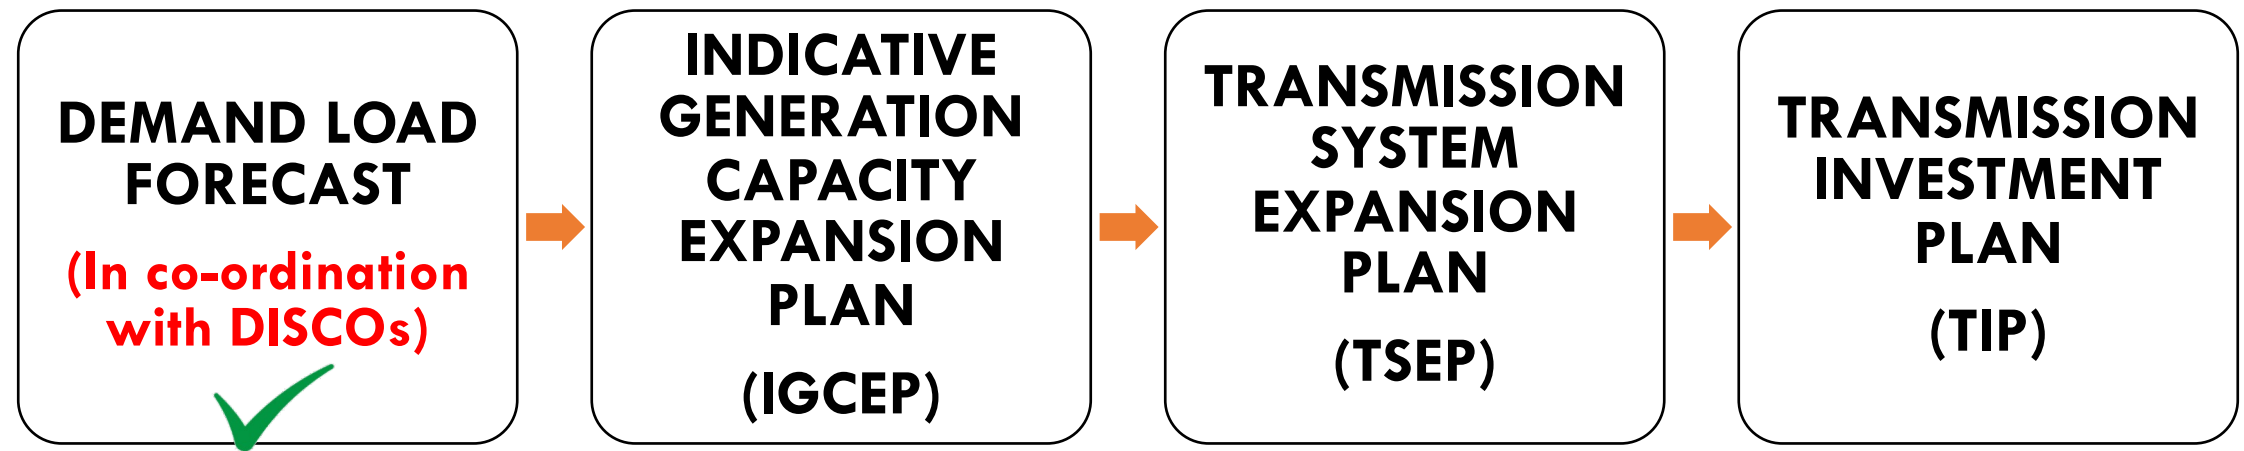 DEMAND LOAD
FORECAST
(In co-ordination
with DISCOs)
INDICATIVE
GENERATION
CAPACITY
EXPANSION
PLAN
(IGCEP)
TRANSMISSION
SYSTEM
EXPANSION
PLAN
(TSEP)
TRANSMISSION
INVESTMENT
PLAN
(TIP)